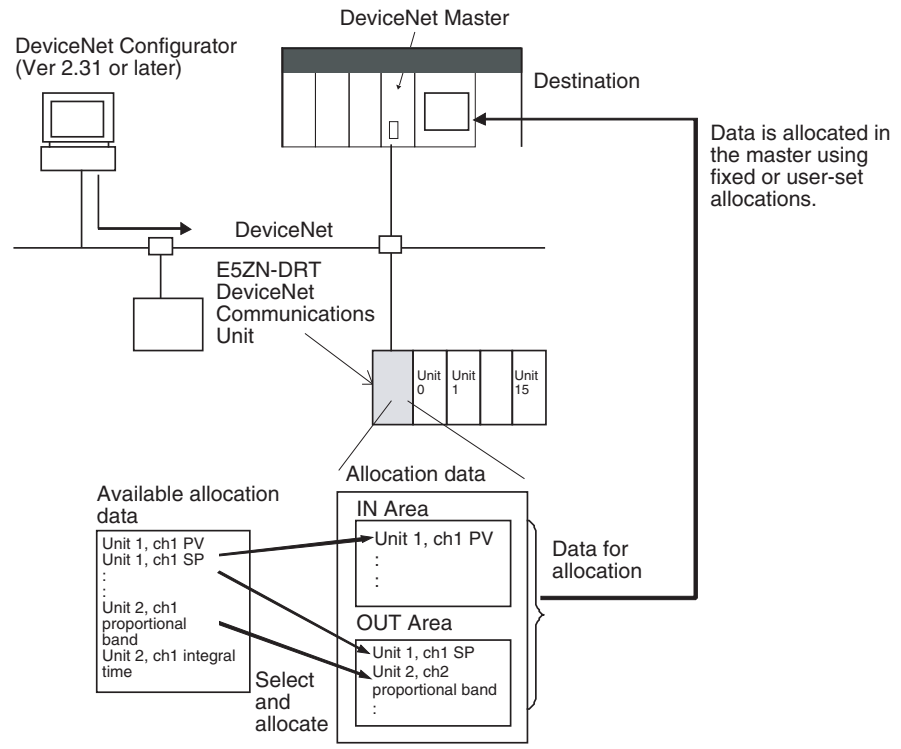 DeviceNet Master
DeviceNet Configurator
(Ver 2.31 or later)
Destination
Data is allocated in
the master using
fixed or user-set
allocations.
DeviceNet
E5ZN-DRT
DeviceNet
Communications
Unit
Unit
0
Unit
1
Unit
15
Allocation data
Available allocation
data
Unit 1, ch1 PV
Unit 1, ch1 SP
:
:
Unit 2, ch1
proportional
band
Unit 2, ch1 integral
time
Select
and
allocate
IN Area
Unit 1, ch1 PV
:
:
OUT Area
Unit 1, ch1 SP
Unit 2, ch2
proportional band
:
Data for
allocation